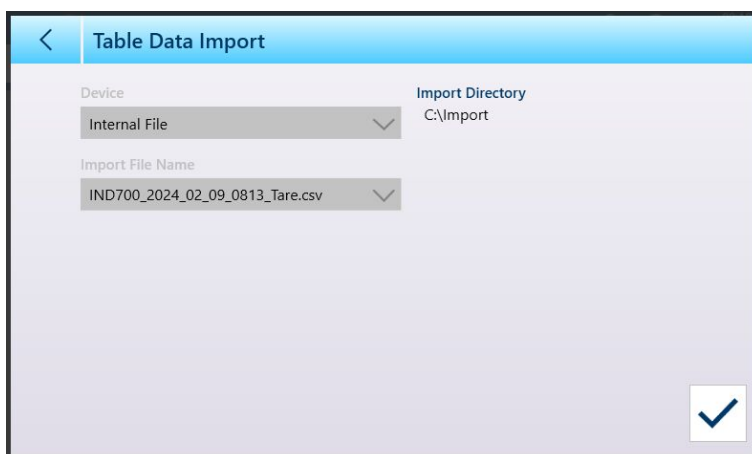 Table Data Import
Device
Internal File
Import File Name
IND700_2024_02_09_0813_Tare.csv
Import Directory
C:\Import